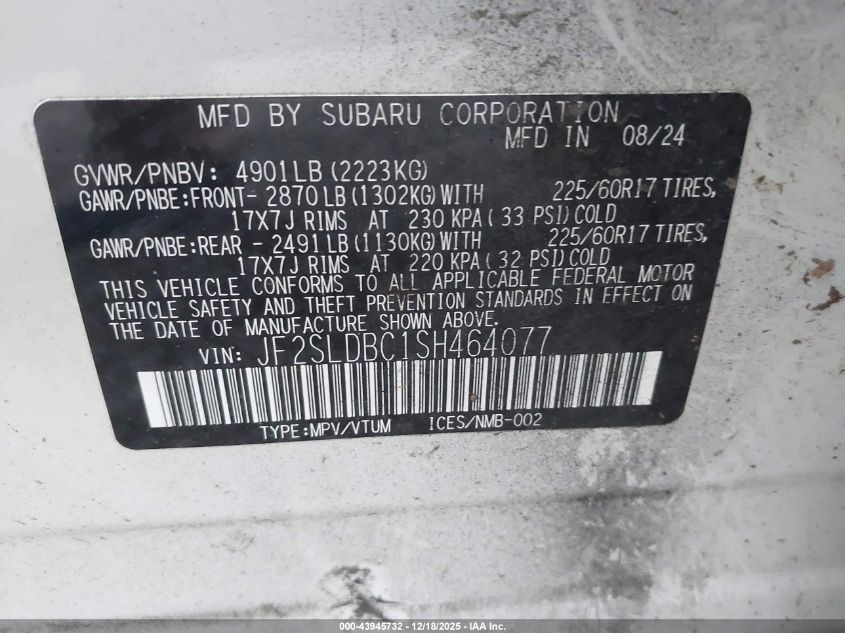 MFD BY SUBARU CORPORATION
MFD IN 08/24
GVWR/PNBV: 4901LB (2223KG)
GAWR/PNBE:FRONT- 2870LB (1302KG)WITH 225/60R17 TIRES,
17X7J RIMS AT 230 KPA( 33 PSI)COLD
GAWR/PNBE:REAR - 2491LB (1130KG)WITH 225/60R17 TIRES,
17X7J RIMS AT 220 KPA( 32 PSI)COLD
THIS VEHICLE CONFORMS TO ALL APPLICABLE FEDERAL MOTOR
VEHICLE SAFETY AND THEFT PREVENTION STANDARDS IN EFFECT ON
THE DATE OF MANUFACTURE SHOWN ABOVE.
VIN: JF2SLDBC1SH464077
TYPE:MPV/VTUM ICES/NMB-002
000-43945732 - 12/18/2025 - IAA Inc.